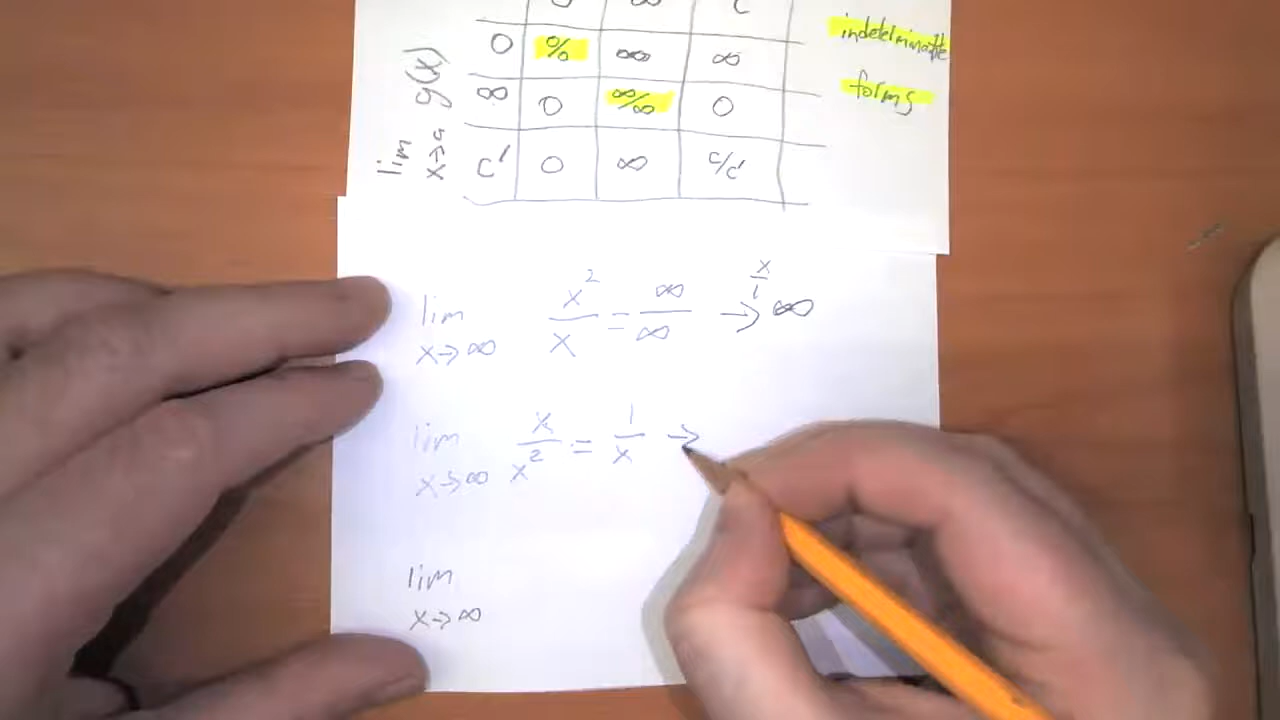 0 ∞ c
0 0/0 ∞ ∞
∞ 0 ∞/∞ 0
c' 0 ∞ c/c'
lim x→a g(x)
indeterminate
forms
lim x→∞ x²/x = ∞/∞ → x/1 ∞
lim x→∞ x/x² = 1/x →
lim x→∞